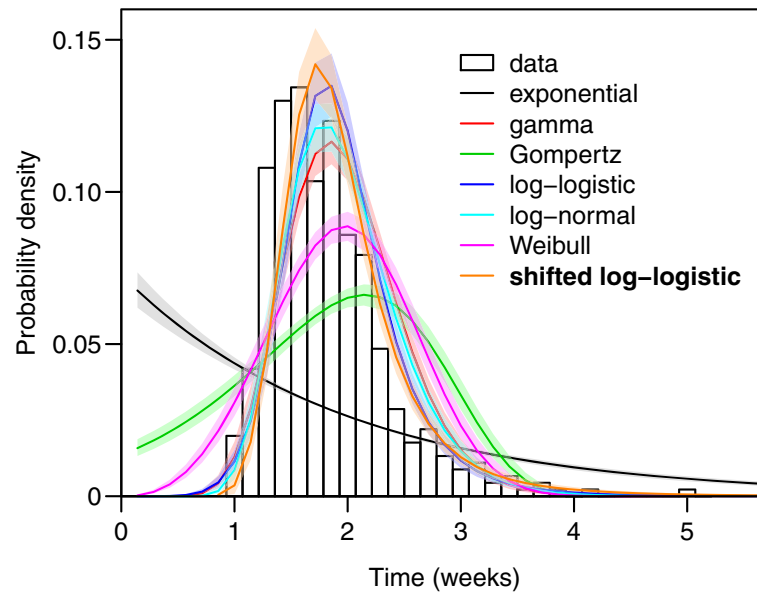 0.15
0.10
0.05
0
0 1 2 3 4 5
Probability density
Time (weeks)
data
exponential
gamma
Gompertz
log−logistic
log−normal
Weibull
shifted log−logistic